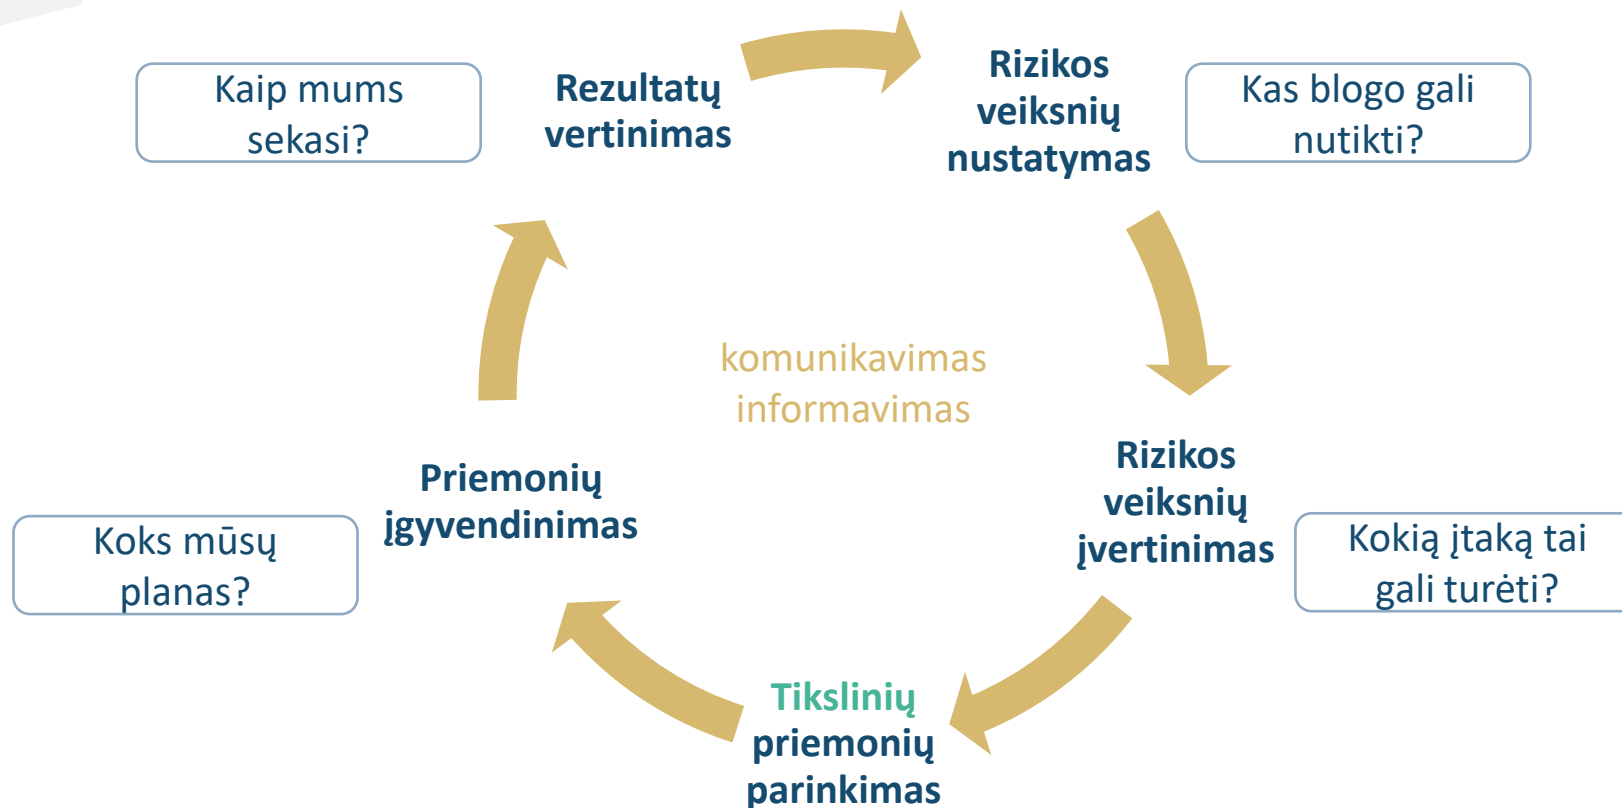 Kaip mums
sekasi?
Rezultatų
vertinimas
Rizikos
veiksnių
nustatymas
Kas blogo gali
nutikti?
komunikavimas
informavimas
Rizikos
veiksnių
įvertinimas
Kokią įtaką tai
gali turėti?
Tikslinių
priemonių
parinkimas
Priemonių
įgyvendinimas
Koks mūsų
planas?